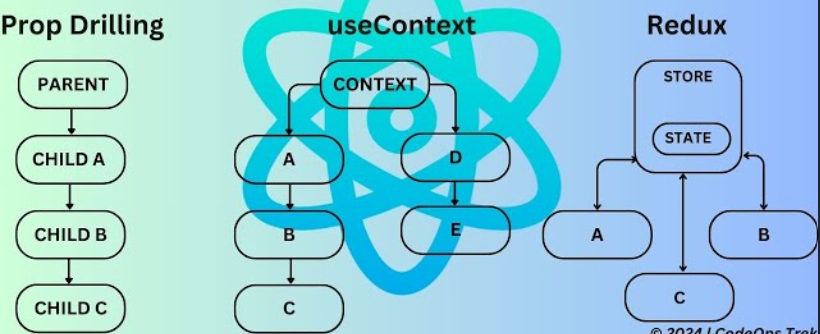 Prop Drilling
PARENT
CHILD A
CHILD B
CHILD C
useContext
CONTEXT
A
B
C
D
E
Redux
STORE
STATE
A
B
C
© 2024 | CodeOps Trek